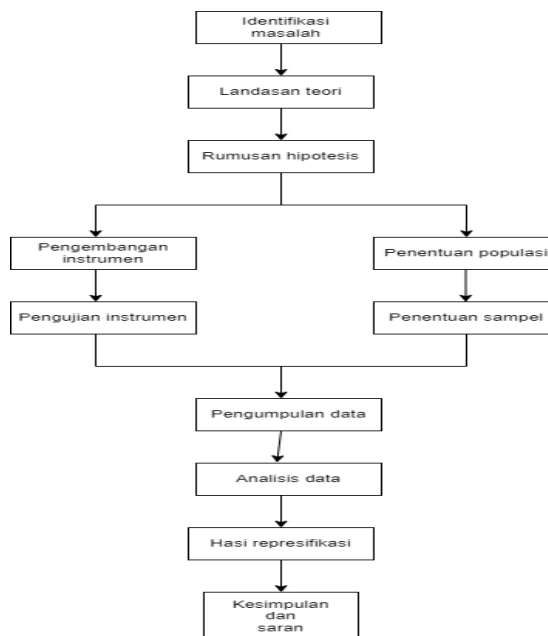 Identifikasi
masalah
Landasan teori
Rumusan hipotesis
Pengembangan
instrumen
Penentuan populasi
Pengujian instrumen
Penentuan sampel
Pengumpulan data
Analisis data
Hasi represifikasi
Kesimpulan
dan
saran